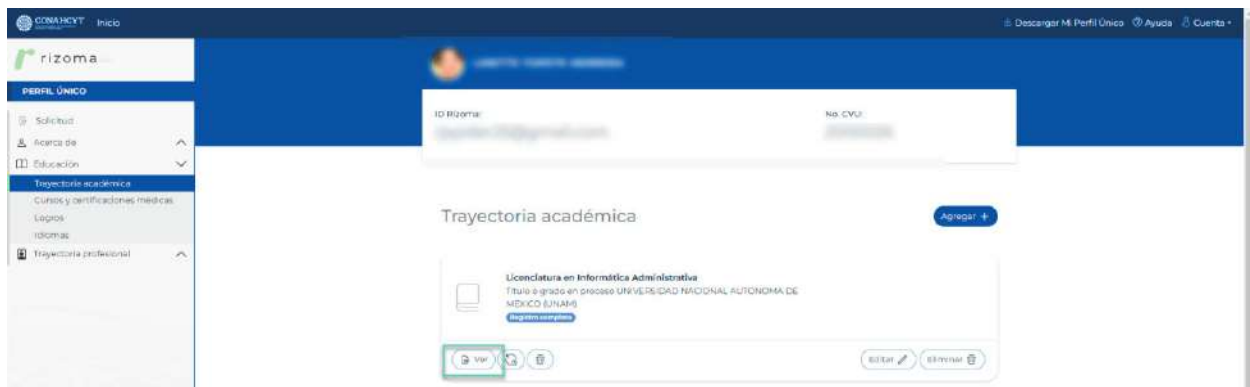 CONAHCYT Inicio
Descargar Mi Perfil Único Ayuda Cuenta
rizoma
PERFIL ÚNICO
Solicitud
Acerca de
Educación
Trayectoria académica
Cursos y certificaciones médicas
Logros
Idiomas
Trayectoria profesional
ID Rizoma:
No. CVU:
Trayectoria académica
Agregar +
Licenciatura en Informática Administrativa
Título o grado en proceso UNIVERSIDAD NACIONAL AUTONOMA DE
MEXICO (UNAM)
Registro completo
Ver
Editar
Eliminar